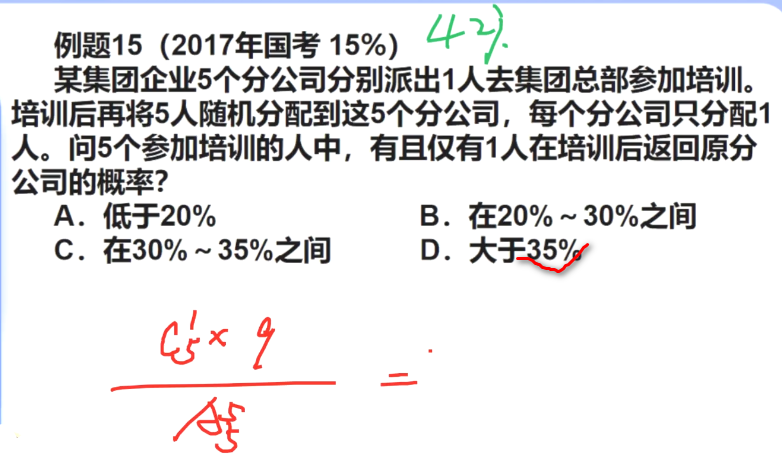 例题15（2017年国考 15%） 42%
某集团企业5个分公司分别派出1人去集团总部参加培训。
培训后再将5人随机分配到这5个分公司，每个分公司只分配1
人。问5个参加培训的人中，有且仅有1人在培训后返回原分
公司的概率？
A．低于20% B．在20%～30%之间
C．在30%～35%之间 D．大于35%
C₅¹ × 9
A₅⁵ =